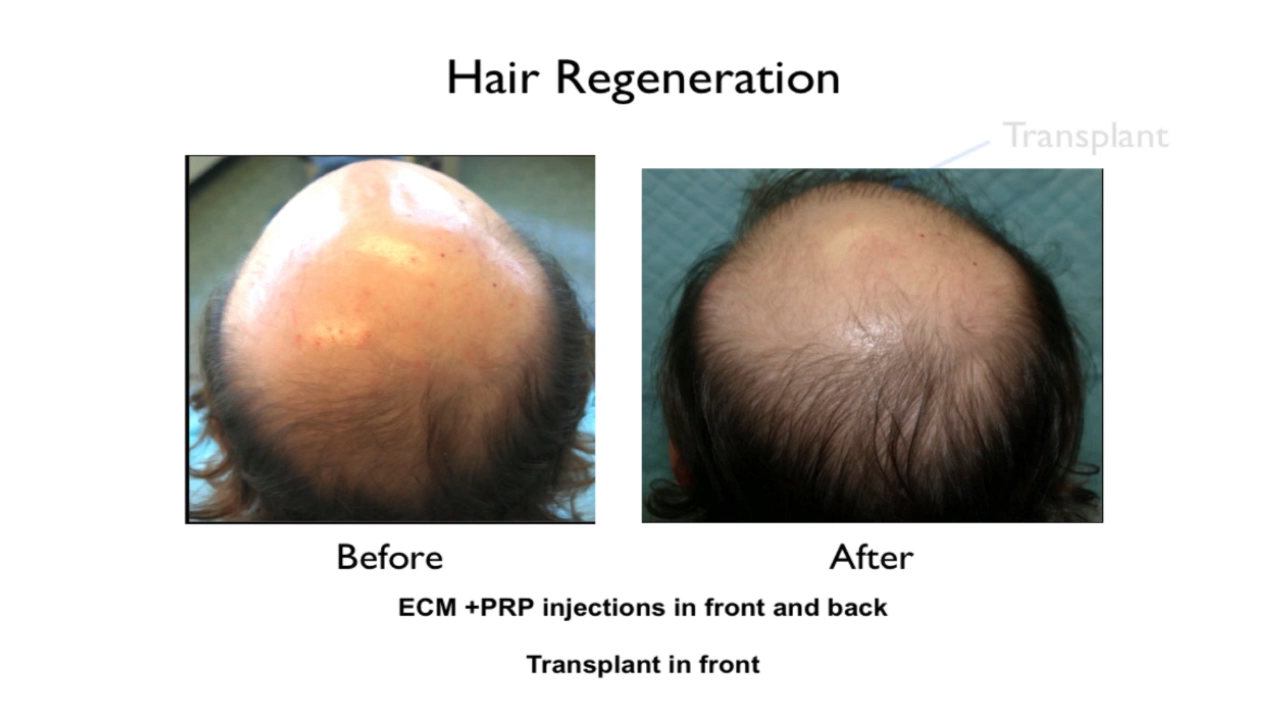 Hair Regeneration
Transplant
Before
After
ECM +PRP injections in front and back
Transplant in front